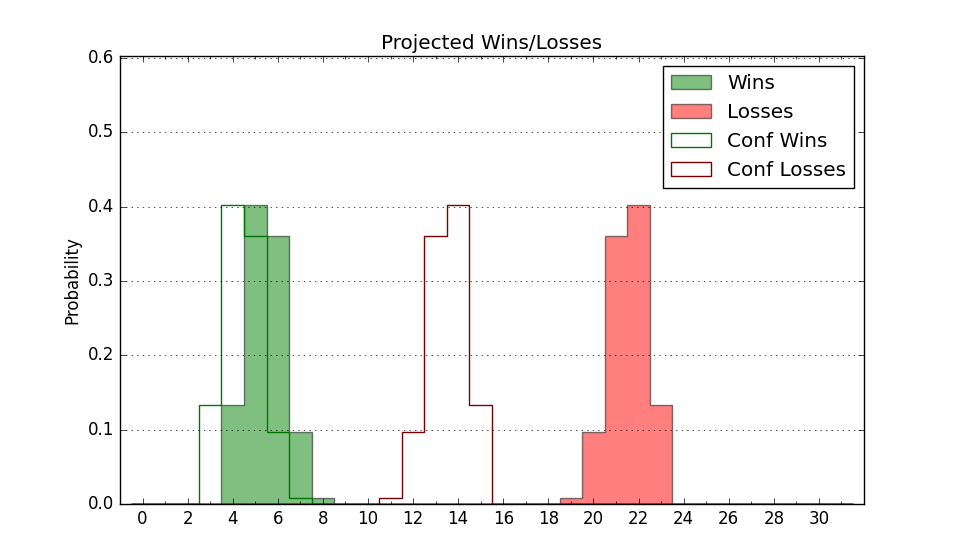 Projected Wins/Losses
0.6
0.5
0.4
0.3
0.2
0.1
0.0
Probability
Wins
Losses
Conf Wins
Conf Losses
0 2 4 6 8 10 12 14 16 18 20 22 24 26 28 30